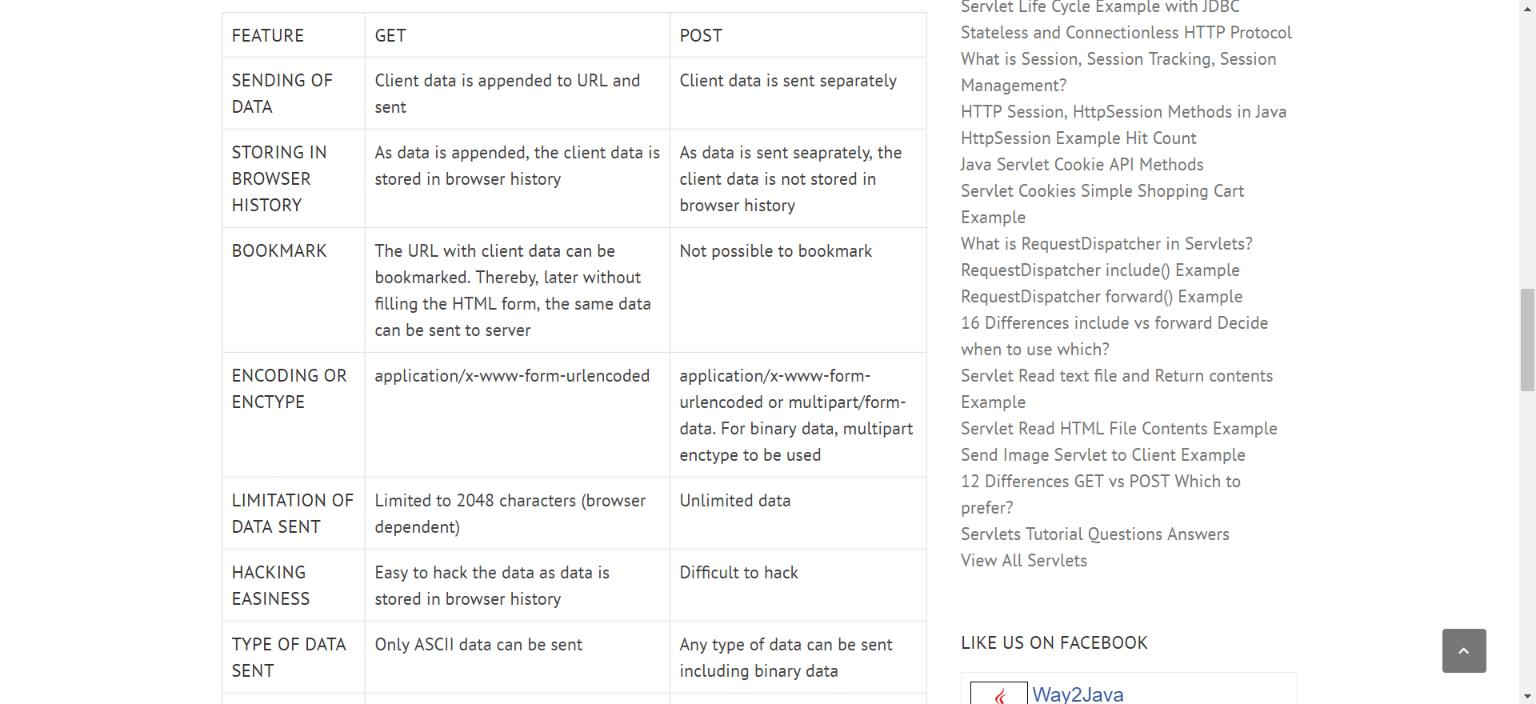 FEATURE GET POST
SENDING OF Client data is appended to URL and Client data is sent separately
DATA sent
STORING IN As data is appended, the client data is As data is sent seaprately, the
BROWSER stored in browser history client data is not stored in
HISTORY browser history
BOOKMARK The URL with client data can be Not possible to bookmark
bookmarked. Thereby, later without
filling the HTML form, the same data
can be sent to server
ENCODING OR application/x-www-form-urlencoded application/x-www-form-
ENCTYPE urlencoded or multipart/form-
data. For binary data, multipart
enctype to be used
LIMITATION OF Limited to 2048 characters (browser Unlimited data
DATA SENT dependent)
HACKING Easy to hack the data as data is Difficult to hack
EASINESS stored in browser history
TYPE OF DATA Only ASCII data can be sent Any type of data can be sent
SENT including binary data
Servlet Life Cycle Example with JDBC
Stateless and Connectionless HTTP Protocol
What is Session, Session Tracking, Session
Management?
HTTP Session, HttpSession Methods in Java
HttpSession Example Hit Count
Java Servlet Cookie API Methods
Servlet Cookies Simple Shopping Cart
Example
What is RequestDispatcher in Servlets?
RequestDispatcher include() Example
RequestDispatcher forward() Example
16 Differences include vs forward Decide
when to use which?
Servlet Read text file and Return contents
Example
Servlet Read HTML File Contents Example
Send Image Servlet to Client Example
12 Differences GET vs POST Which to
prefer?
Servlets Tutorial Questions Answers
View All Servlets
LIKE US ON FACEBOOK
Way2Java